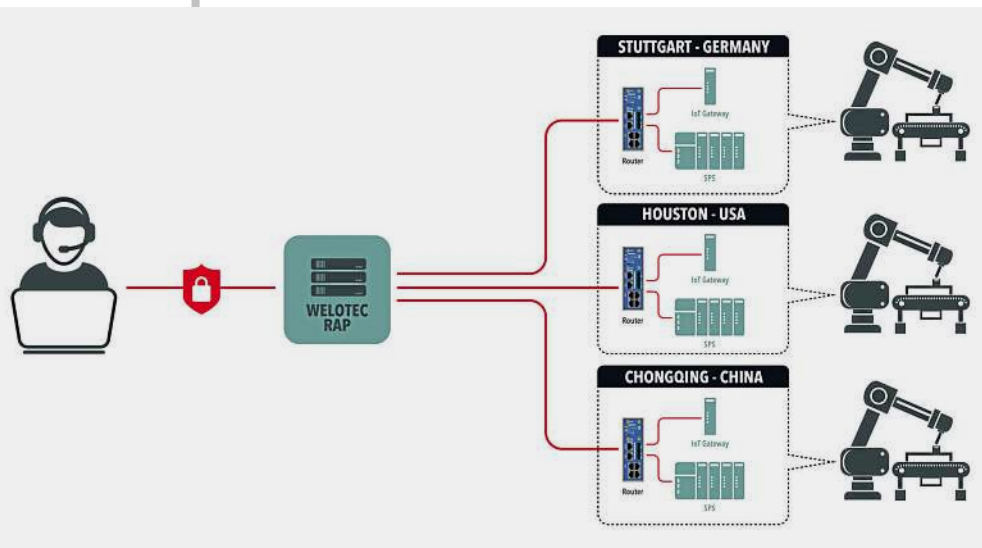 STUTTGART - GERMANY
IoT Gateway
Router
SPS
HOUSTON - USA
IoT Gateway
Router
SPS
WELOTEC
RAP
CHONGQING - CHINA
IoT Gateway
Router
SPS